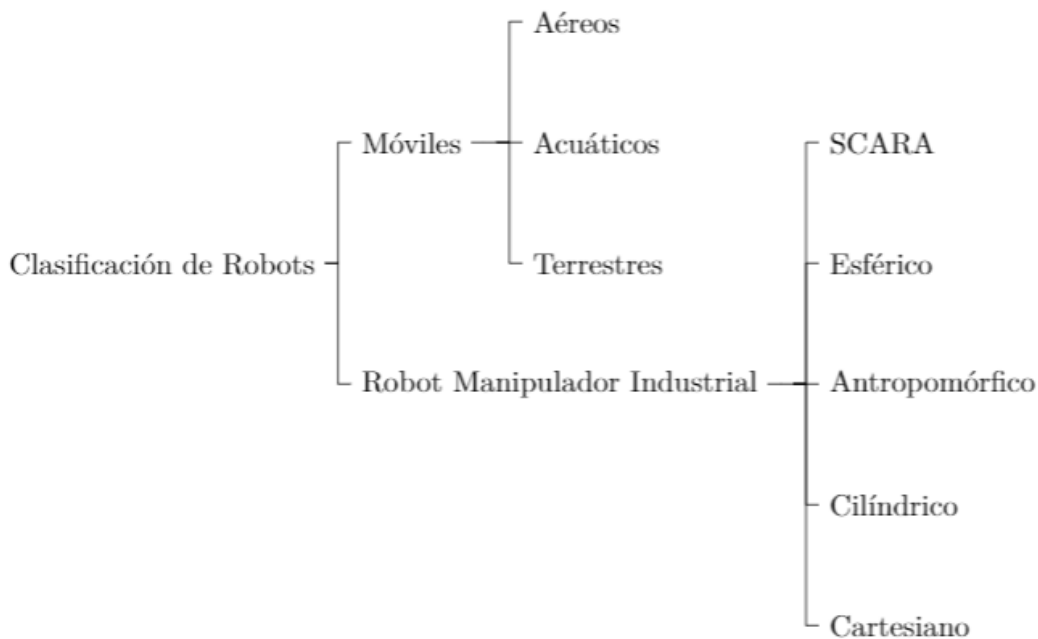 Aéreos
Móviles
Acuáticos
SCARA
Clasificación de Robots
Terrestres
Esférico
Robot Manipulador Industrial
Antropomórfico
Cilíndrico
Cartesiano